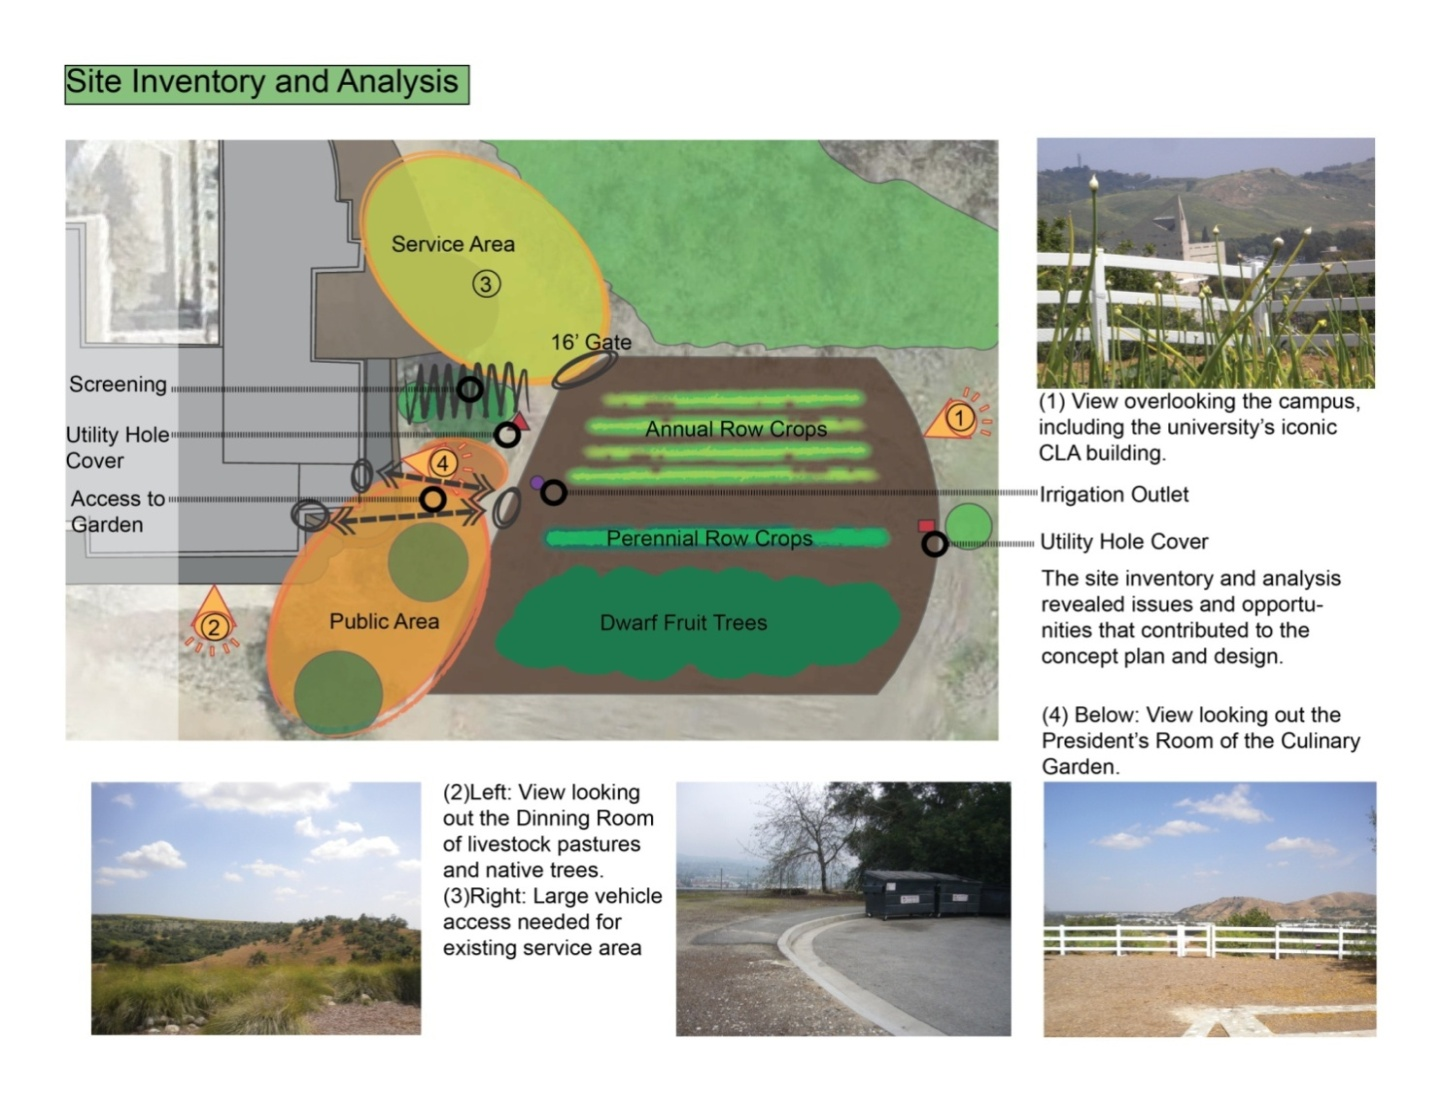 Site Inventory and Analysis
Service Area
3
16’ Gate
Screening
Utility Hole
Cover
Access to
Garden
4
Annual Row Crops
1
Perennial Row Crops
Public Area
Dwarf Fruit Trees
2
(1) View overlooking the campus,
including the university’s iconic
CLA building.
Irrigation Outlet
Utility Hole Cover
The site inventory and analysis
revealed issues and opportu-
nities that contributed to the
concept plan and design.
(4) Below: View looking out the
President’s Room of the Culinary
Garden.
(2)Left: View looking
out the Dinning Room
of livestock pastures
and native trees.
(3)Right: Large vehicle
access needed for
existing service area